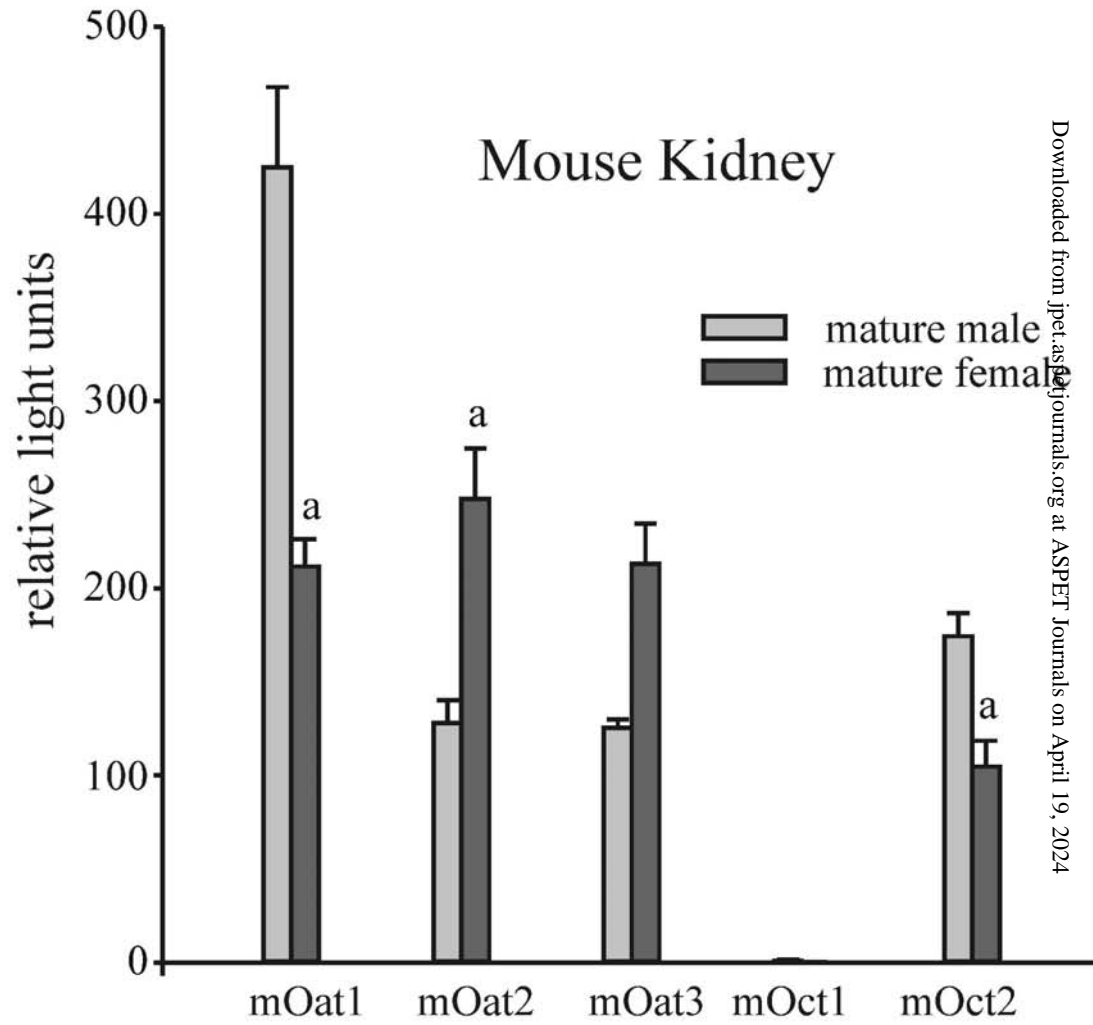 500
400
300
200
100
0
relative light units
Mouse Kidney
mature male
mature female
a
a
a
mOat1 mOat2 mOat3 mOct1 mOct2
Downloaded from jpet.aspetjournals.org at ASPET Journals on April 19, 2024